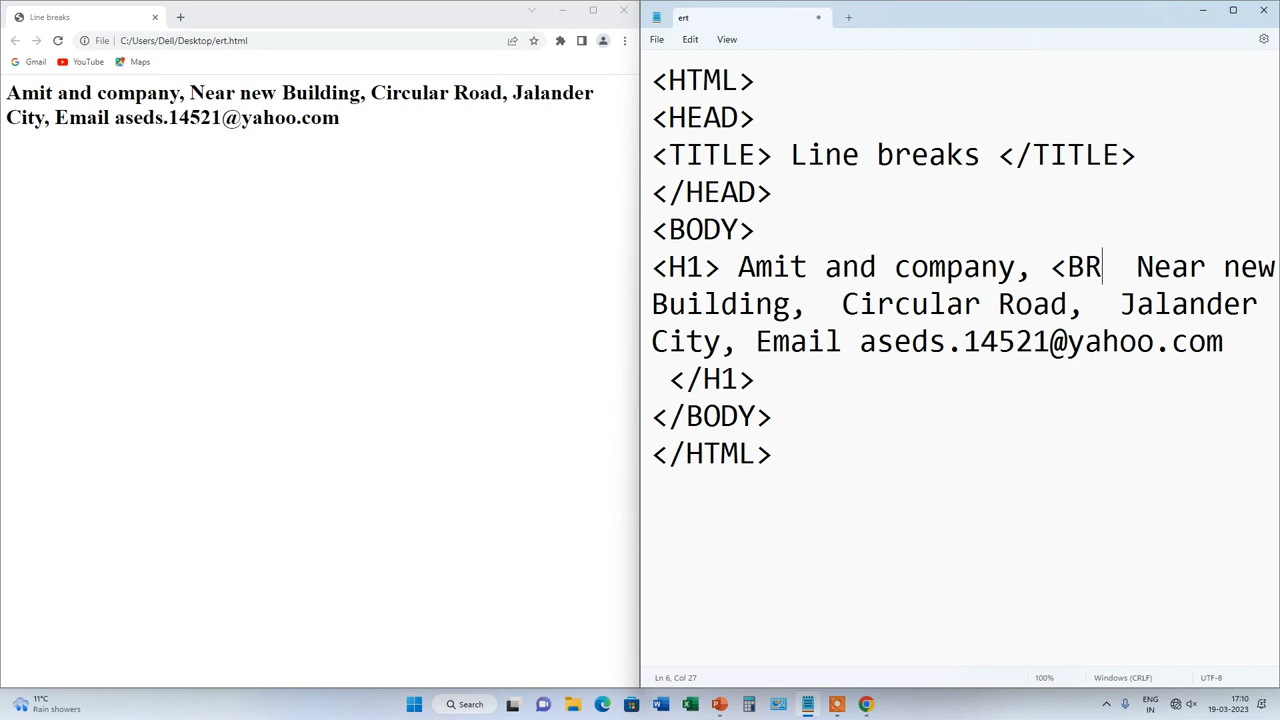 Line breaks
File C:/Users/Dell/Desktop/ert.html
Gmail YouTube Maps
Amit and company, Near new Building, Circular Road, Jalander
City, Email aseds.14521@yahoo.com
ert
File Edit View
<HTML>
<HEAD>
<TITLE> Line breaks </TITLE>
</HEAD>
<BODY>
<H1> Amit and company, <BR  Near new
Building,  Circular Road,  Jalander
City, Email aseds.14521@yahoo.com
</H1>
</BODY>
</HTML>
Ln 6, Col 27 100% Windows (CRLF) UTF-8
11°C
Rain showers
Search
ENG
IN
17:10
19-03-2023